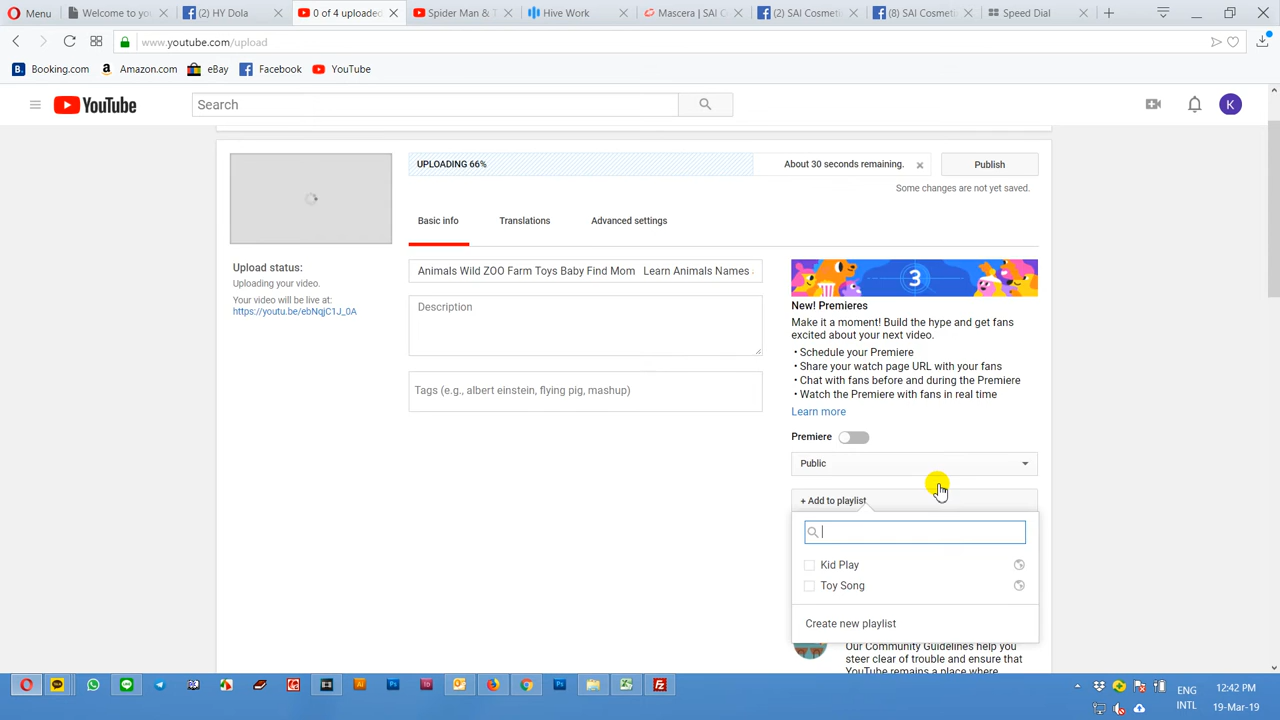 Menu
Welcome to you
(2) HY Dola
0 of 4 uploaded
Spider Man & T
Hive Work
Mascera | SAI C
(2) SAI Cosmeti
(8) SAI Cosmeti
Speed Dial
www.youtube.com/upload
B. Booking.com
a Amazon.com
eBay
Facebook
YouTube
YouTube
Search
K
UPLOADING 66%
About 30 seconds remaining.
Publish
Some changes are not yet saved.
Basic info
Translations
Advanced settings
Upload status:
Uploading your video.
Your video will be live at:
https://youtu.be/ebNqjC1J_0A
Animals Wild ZOO Farm Toys Baby Find Mom Learn Animals Names
Description
Tags (e.g., albert einstein, flying pig, mashup)
3
New! Premieres
Make it a moment! Build the hype and get fans
excited about your next video.
• Schedule your Premiere
• Share your watch page URL with your fans
• Chat with fans before and during the Premiere
• Watch the Premiere with fans in real time
Learn more
Premiere
Public
+ Add to playlist
Kid Play
Toy Song
Create new playlist
Our Community Guidelines help you
steer clear of trouble and ensure that
YouTube remains a place where
ENG
INTL
12:42 PM
19-Mar-19